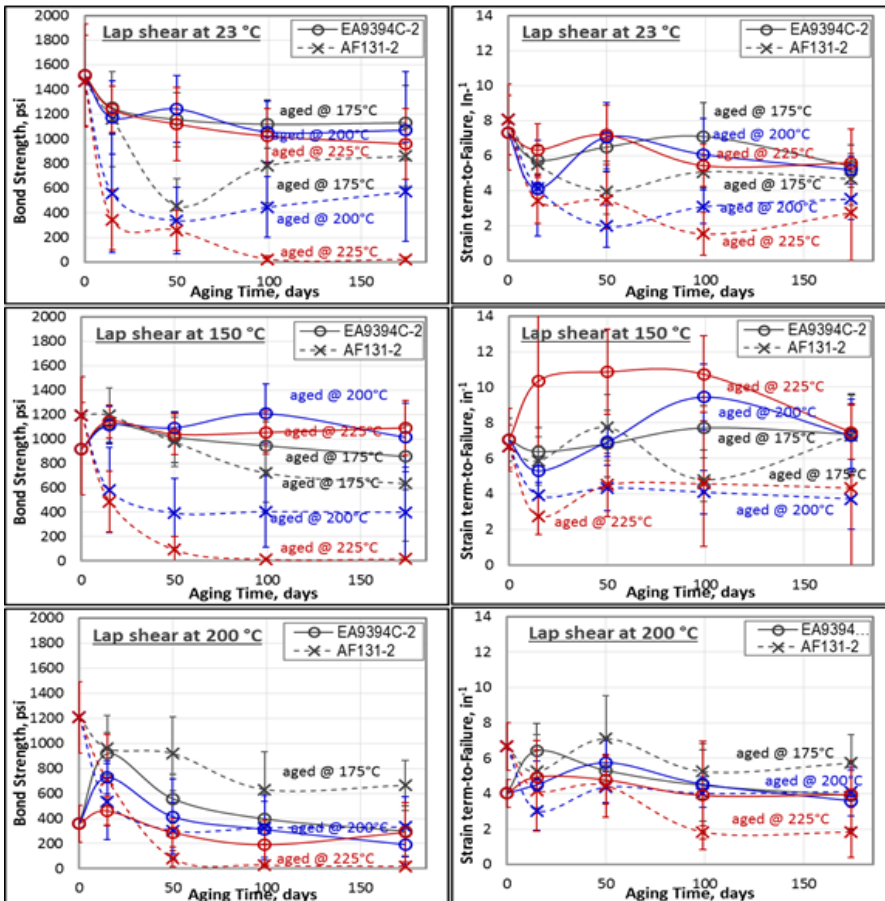 Lap shear at 23 °C
EA9394C-2
AF131-2
2000
1800
1600
1400
1200
1000
800
600
400
200
0
Bond Strength, psi
aged @ 175°C
aged @ 200°C
aged @ 225°C
aged @ 175°C
aged @ 200°C
aged @ 225°C
0
50
100
150
Aging Time, days
Lap shear at 23 °C
EA9394C-2
AF131-2
14
12
10
8
6
4
2
0
Strain term-to-Failure, In-¹
aged @ 175°C
aged @ 200°C
aged @ 225°C
aged @ 175°C
aged @ 200°C
aged @ 225°C
0
50
100
150
Aging Time, days
Lap shear at 150 °C
EA9394C-2
AF131-2
2000
1800
1600
1400
1200
1000
800
600
400
200
0
Bond Strength, psi
aged @ 200°C
aged @ 225°C
aged @ 175°C
aged @ 175°C
aged @ 200°C
aged @ 225°C
0
50
100
150
Aging Time, days
Lap shear at 150 °C
EA9394C-2
AF131-2
14
12
10
8
6
4
2
0
Strain term-to-Failure, in⁻¹
aged @ 225°C
aged @ 200°C
aged @ 175°C
aged @ 175°C
aged @ 200°C
aged @ 225°C
0
50
100
150
Aging Time, days
Lap shear at 200 °C
EA9394C-2
AF131-2
2000
1800
1600
1400
1200
1000
800
600
400
200
0
Bond Strength, psi
aged @ 175°C
aged @ 200°C
aged @ 225°C
0
50
100
150
Aging Time, days
Lap shear at 200 °C
EA9394...
AF131-2
14
12
10
8
6
4
2
0
Strain term-to-Failure, in⁻¹
aged @ 175°C
aged @ 200°C
aged @ 225°C
0
50
100
150
Aging Time, days